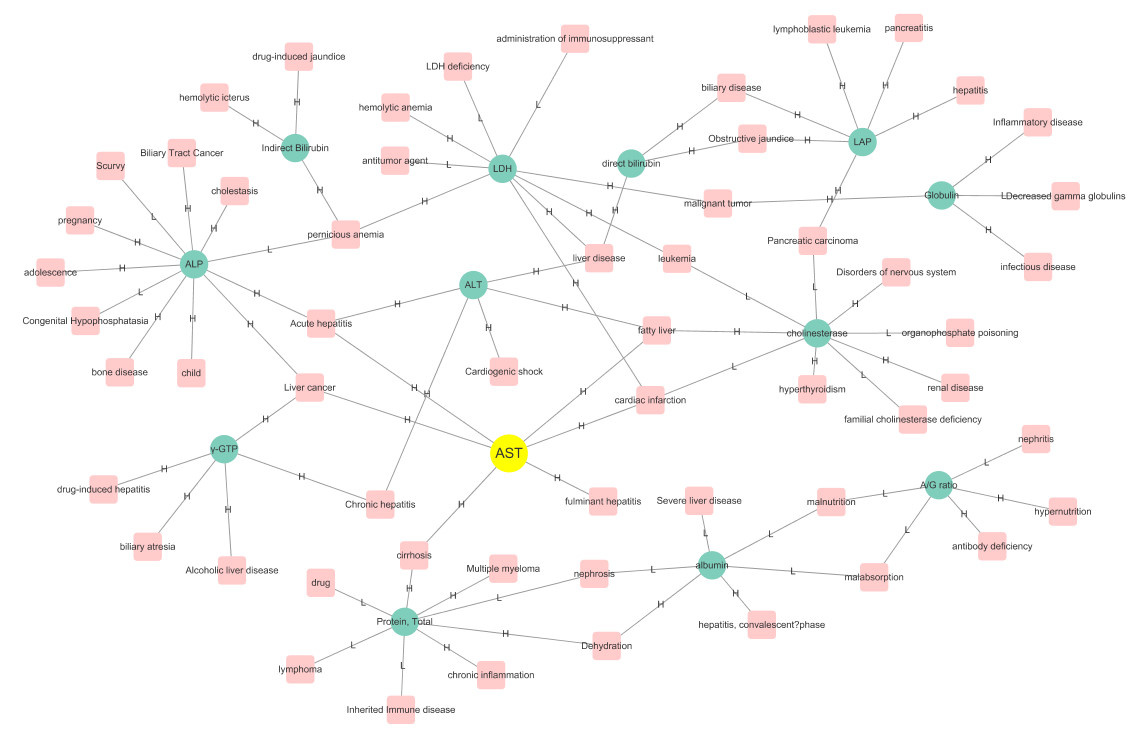 lymphoblastic leukemia
pancreatitis
administration of immunosuppressant
drug-induced jaundice
LDH deficiency
biliary disease
hepatitis
hemolytic icterus
H
H
H
H
L
hemolytic anemia
H
H
L
H
H
Inflammatory disease
Obstructive jaundice
H
LAP
Indirect Bilirubin
Biliary Tract Cancer
antitumor agent
L
LDH
direct bilirubin
H
H
Scurvy
cholestasis
H
H
H
H
Globulin
LDecreased gamma globulins
malignant tumor
H
H
L
H
H
H
H
pregnancy
H
pernicious anemia
L
H
Pancreatic carcinoma
ALP
liver disease
leukemia
infectious disease
adolescence
H
H
Disorders of nervous system
ALT
H
L
H
L
L
H
H
H
H
Congenital Hypophosphatasia
H
H
H
Acute hepatitis
H
fatty liver
H
cholinesterase
L
organophosphate poisoning
bone disease
child
Cardiogenic shock
H
L
L
H
Liver cancer
H
H
H
cardiac infarction
hyperthyroidism
renal disease
H
H
H
familial cholinesterase deficiency
y-GTP
AST
nephritis
L
drug-induced hepatitis
H
H
H
A/G ratio
H
Chronic hepatitis
H
fulminant hepatitis
Severe liver disease
malnutrition
L
H
hypernutrition
H
H
L
L
L
antibody deficiency
biliary atresia
cirrhosis
Multiple myeloma
albumin
Alcoholic liver disease
nephrosis
L
L
malabsorption
drug
H
H
L
H
L
H
Protein, Total
hepatitis, convalescent?phase
L
H
H
Dehydration
lymphoma
L
chronic inflammation
Inherited Immune disease